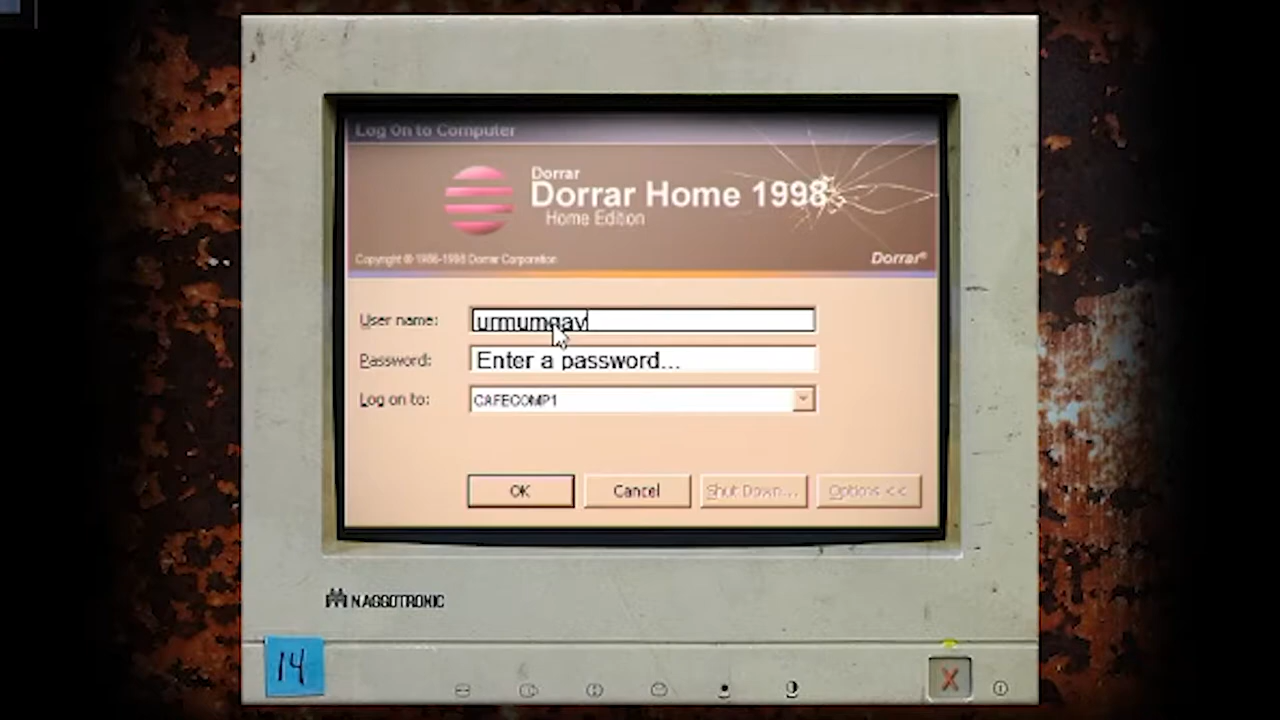 Log On to Computer
Dorrar
Dorrar Home 1998
Home Edition
Copyright © 1986-1998 Dorrar Corporation
Dorrar®
User name:
urmumgay
Password:
Enter a password...
Log on to:
CAFECOMP1
OK
Cancel
Shut Down...
Options <<
NAGGOTRONIC
14
X